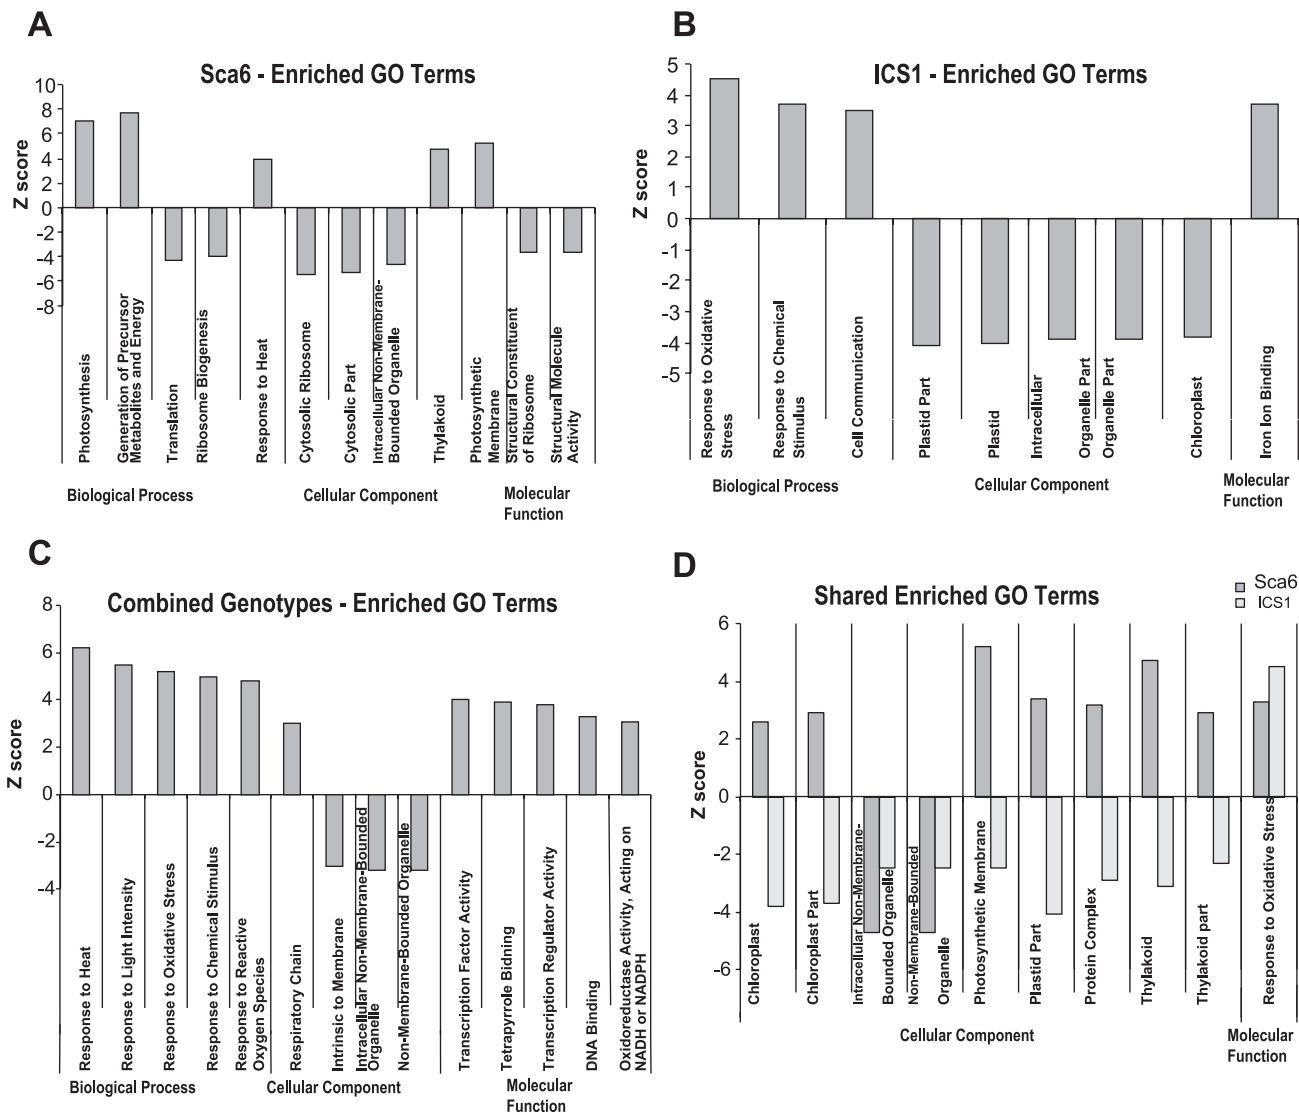 A
Sca6 - Enriched GO Terms
Z score
10
8
6
4
2
0
-2
-4
-6
-8
Photosynthesis
Generation of Precursor
Metabolites and Energy
Translation
Ribosome Biogenesis
Response to Heat
Cytosolic Ribosome
Cytosolic Part
Intracellular Non-Membrane-
Bounded Organelle
Thylakoid
Photosynthetic
Membrane
Structural Constituent
of Ribosome
Structural Molecule
Activity
Biological Process
Cellular Component
Molecular
Function
B
ICS1 - Enriched GO Terms
Z score
5
4
3
2
1
0
-1
-2
-3
-4
-5
Response to Oxidative
Stress
Response to Chemical
Stimulus
Cell Communication
Plastid Part
Plastid
Intracellular
Organelle Part
Organelle Part
Chloroplast
Iron Ion Binding
Biological Process
Cellular Component
Molecular
Function
C
Combined Genotypes - Enriched GO Terms
Z score
8
6
4
2
0
-2
-4
Response to Heat
Response to Light Intensity
Response to Oxidative Stress
Response to Chemical Stimulus
Response to Reactive
Oxygen Species
Respiratory Chain
Intrinsic to Membrane
Intracellular Non-Membrane-Bounded
Organelle
Non-Membrane-Bounded Organelle
Transcription Factor Activity
Tetrapyrrole Bidning
Transcription Regulator Activity
DNA Binding
Oxidoreductase Activity, Acting on
NADH or NADPH
Biological Process
Cellular Component
Molecular
Function
D
Shared Enriched GO Terms
Sca6
ICS1
Z score
6
4
2
0
-2
-4
-6
Chloroplast
Chloroplast Part
Intracellular Non-Membrane-
Bounded Organelle
Non-Membrane-Bounded
Organelle
Photosynthetic Membrane
Plastid Part
Protein Complex
Thylakoid
Thylakoid part
Response to Oxidative Stress
Cellular Component
Molecular
Function